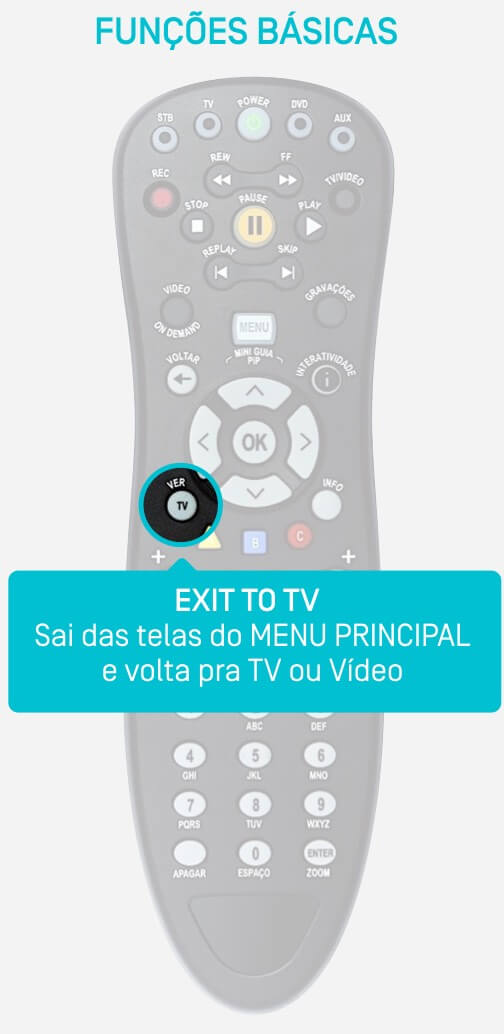 FUNÇÕES BÁSICAS
STB TV POWER DVD AUX
REW FF
REC TV/VIDEO
STOP PAUSE PLAY
REPLAY SKIP
VIDEO ON DEMAND GRAVAÇÕES
MENU
VOLTAR MINI GUIA PIP INTERATIVIDADE
i
OK
VER TV INFO
B C
+ +
EXIT TO TV
Sai das telas do MENU PRINCIPAL
e volta pra TV ou Vídeo
ABC DEF
4 5 6
GHI JKL MNO
7 8 9
PQRS TUV WXYZ
0 ENTER
APAGAR ESPAÇO ZOOM